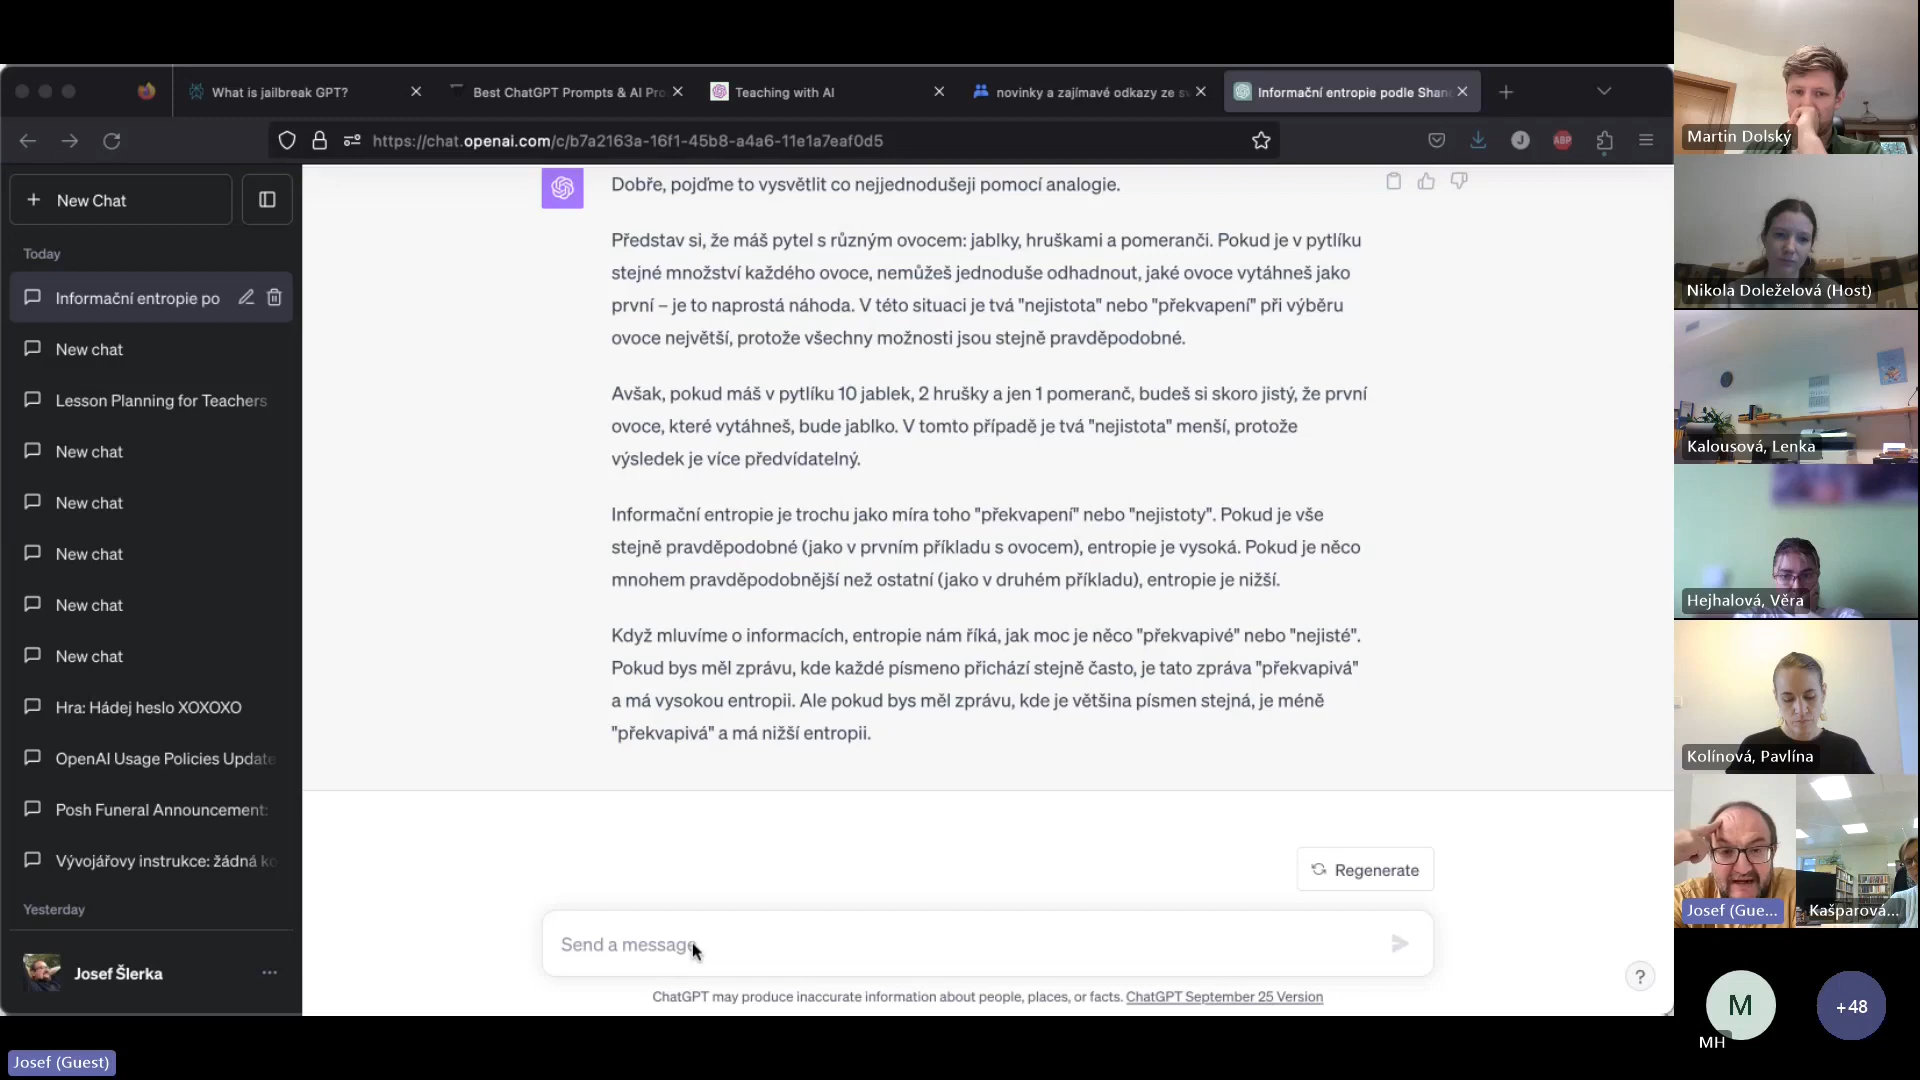 What is jailbreak GPT?
Best ChatGPT Prompts & AI Pro
Teaching with AI
novinky a zajímavé odkazy ze sv
Informační entropie podle Shan
https://chat.openai.com/c/b7a2163a-16f1-45b8-a4a6-11e1a7eaf0d5
J
ABP
New Chat
Today
Informační entropie po
New chat
Lesson Planning for Teachers
New chat
New chat
New chat
New chat
New chat
Hra: Hádej heslo XOXOXO
OpenAI Usage Policies Update
Posh Funeral Announcement:
Vývojářovy instrukce: žádná ko
Yesterday
Josef Šlerka
Dobře, pojďme to vysvětlit co nejjednodušeji pomocí analogie.
Představ si, že máš pytel s různým ovocem: jablky, hruškami a pomeranči. Pokud je v pytlíku
stejné množství každého ovoce, nemůžeš jednoduše odhadnout, jaké ovoce vytáhneš jako
první – je to naprostá náhoda. V této situaci je tvá "nejistota" nebo "překvapení" při výběru
ovoce největší, protože všechny možnosti jsou stejně pravděpodobné.
Avšak, pokud máš v pytlíku 10 jablek, 2 hrušky a jen 1 pomeranč, budeš si skoro jistý, že první
ovoce, které vytáhneš, bude jablko. V tomto případě je tvá "nejistota" menší, protože
výsledek je více předvídatelný.
Informační entropie je trochu jako míra toho "překvapení" nebo "nejistoty". Pokud je vše
stejně pravděpodobné (jako v prvním příkladu s ovocem), entropie je vysoká. Pokud je něco
mnohem pravděpodobnější než ostatní (jako v druhém příkladu), entropie je nižší.
Když mluvíme o informacích, entropie nám říká, jak moc je něco "překvapivé" nebo "nejisté".
Pokud bys měl zprávu, kde každé písmeno přichází stejně často, je tato zpráva "překvapivá"
a má vysokou entropii. Ale pokud bys měl zprávu, kde je většina písmen stejná, je méně
"překvapivá" a má nižší entropii.
Regenerate
Send a message
ChatGPT may produce inaccurate information about people, places, or facts. ChatGPT September 25 Version
?
Martin Dolský
Nikola Doleželová (Host)
Kalousová, Lenka
Hejhalová, Věra
Kolínová, Pavlína
Josef (Gue...
Kašparová...
M
MH
+48
Josef (Guest)